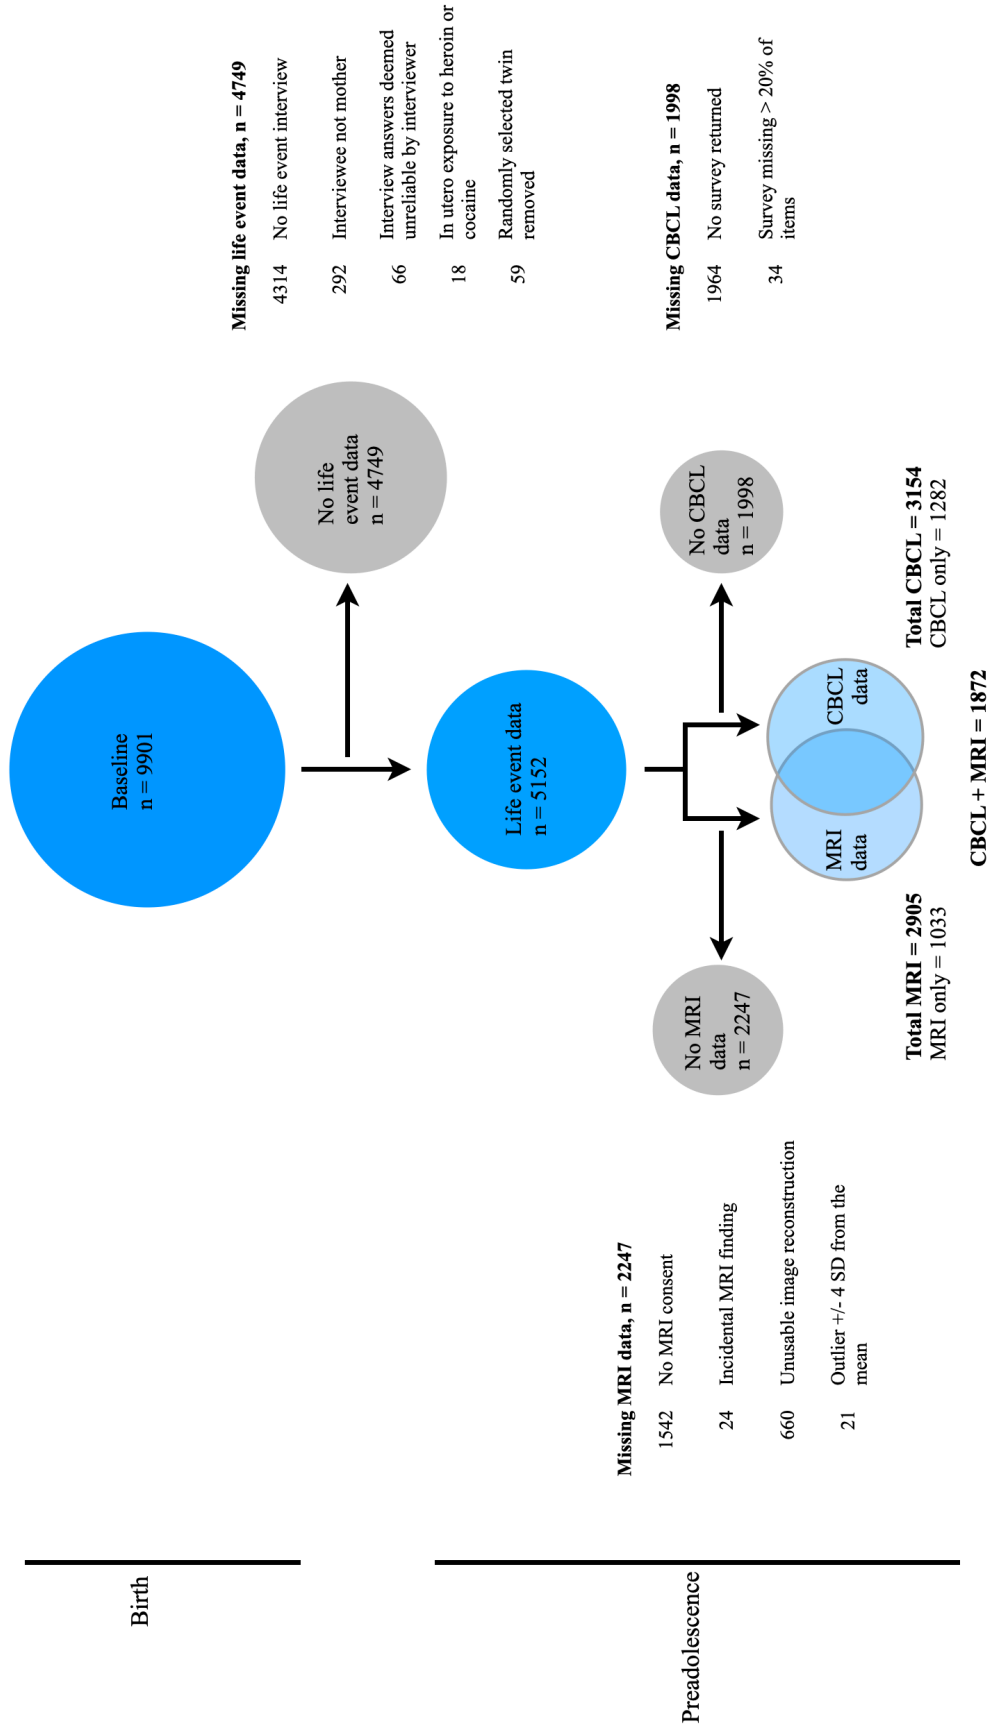 Birth
Baseline
n = 9901
Missing life event data, n = 4749
4314 No life event interview
292 Interviewee not mother
66 Interview answers deemed
unreliable by interviewer
18 In utero exposure to heroin or
cocaine
59 Randomly selected twin
removed
No life
event data
n = 4749
Preadolescence
Life event data
n = 5152
Missing MRI data, n = 2247
1542 No MRI consent
24 Incidental MRI finding
660 Unusable image reconstruction
21 Outlier +/- 4 SD from the
mean
No MRI
data
n = 2247
No CBCL
data
n = 1998
Missing CBCL data, n = 1998
1964 No survey returned
34 Survey missing > 20% of
items
MRI
data
CBCL
data
Total MRI = 2905
MRI only = 1033
Total CBCL = 3154
CBCL only = 1282
CBCL + MRI = 1872